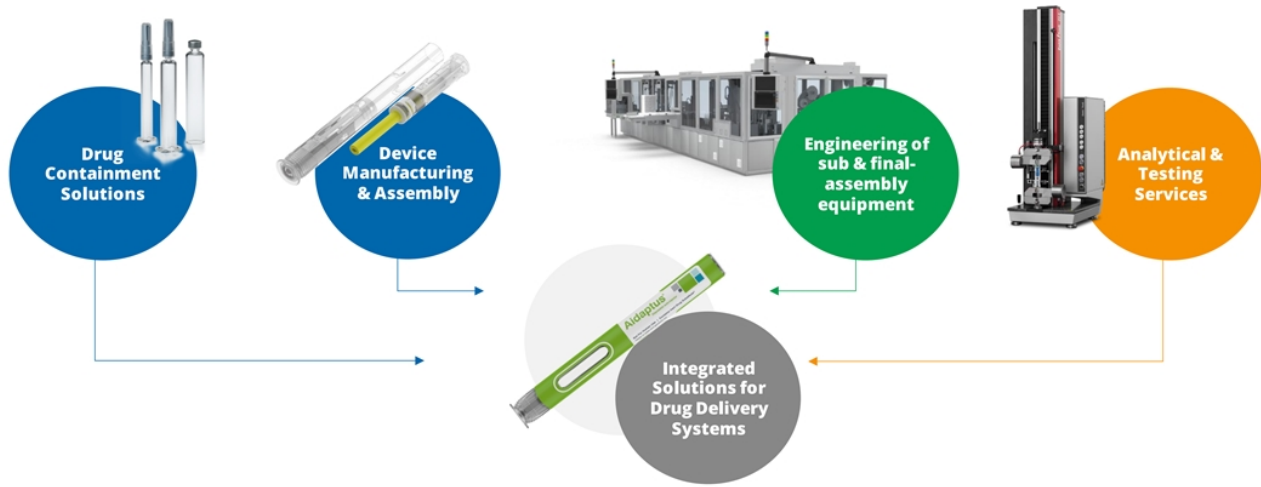 Drug
Containment
Solutions
Device
Manufacturing
& Assembly
Engineering of
sub & final-
assembly
equipment
Analytical &
Testing
Services
Aidaptus
Integrated
Solutions for
Drug Delivery
Systems